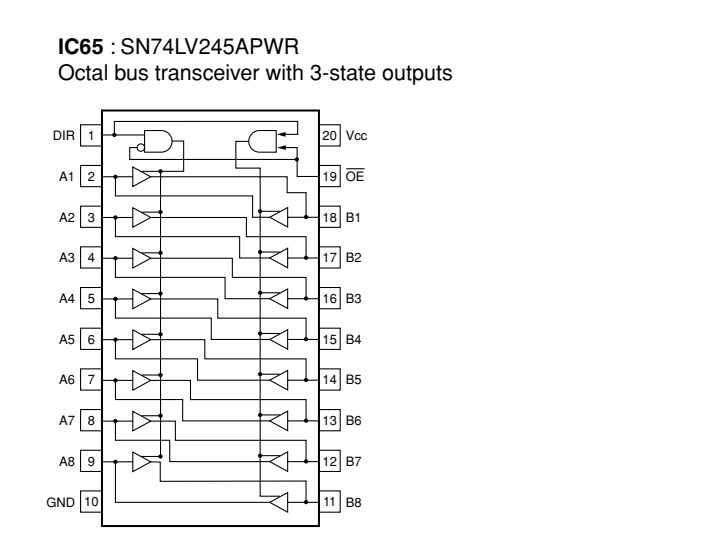 IC65 : SN74LV245APWR
Octal bus transceiver with 3-state outputs
DIR 1 20 Vcc
A1 2 19 OE
A2 3 18 B1
A3 4 17 B2
A4 5 16 B3
A5 6 15 B4
A6 7 14 B5
A7 8 13 B6
A8 9 12 B7
GND 10 11 B8